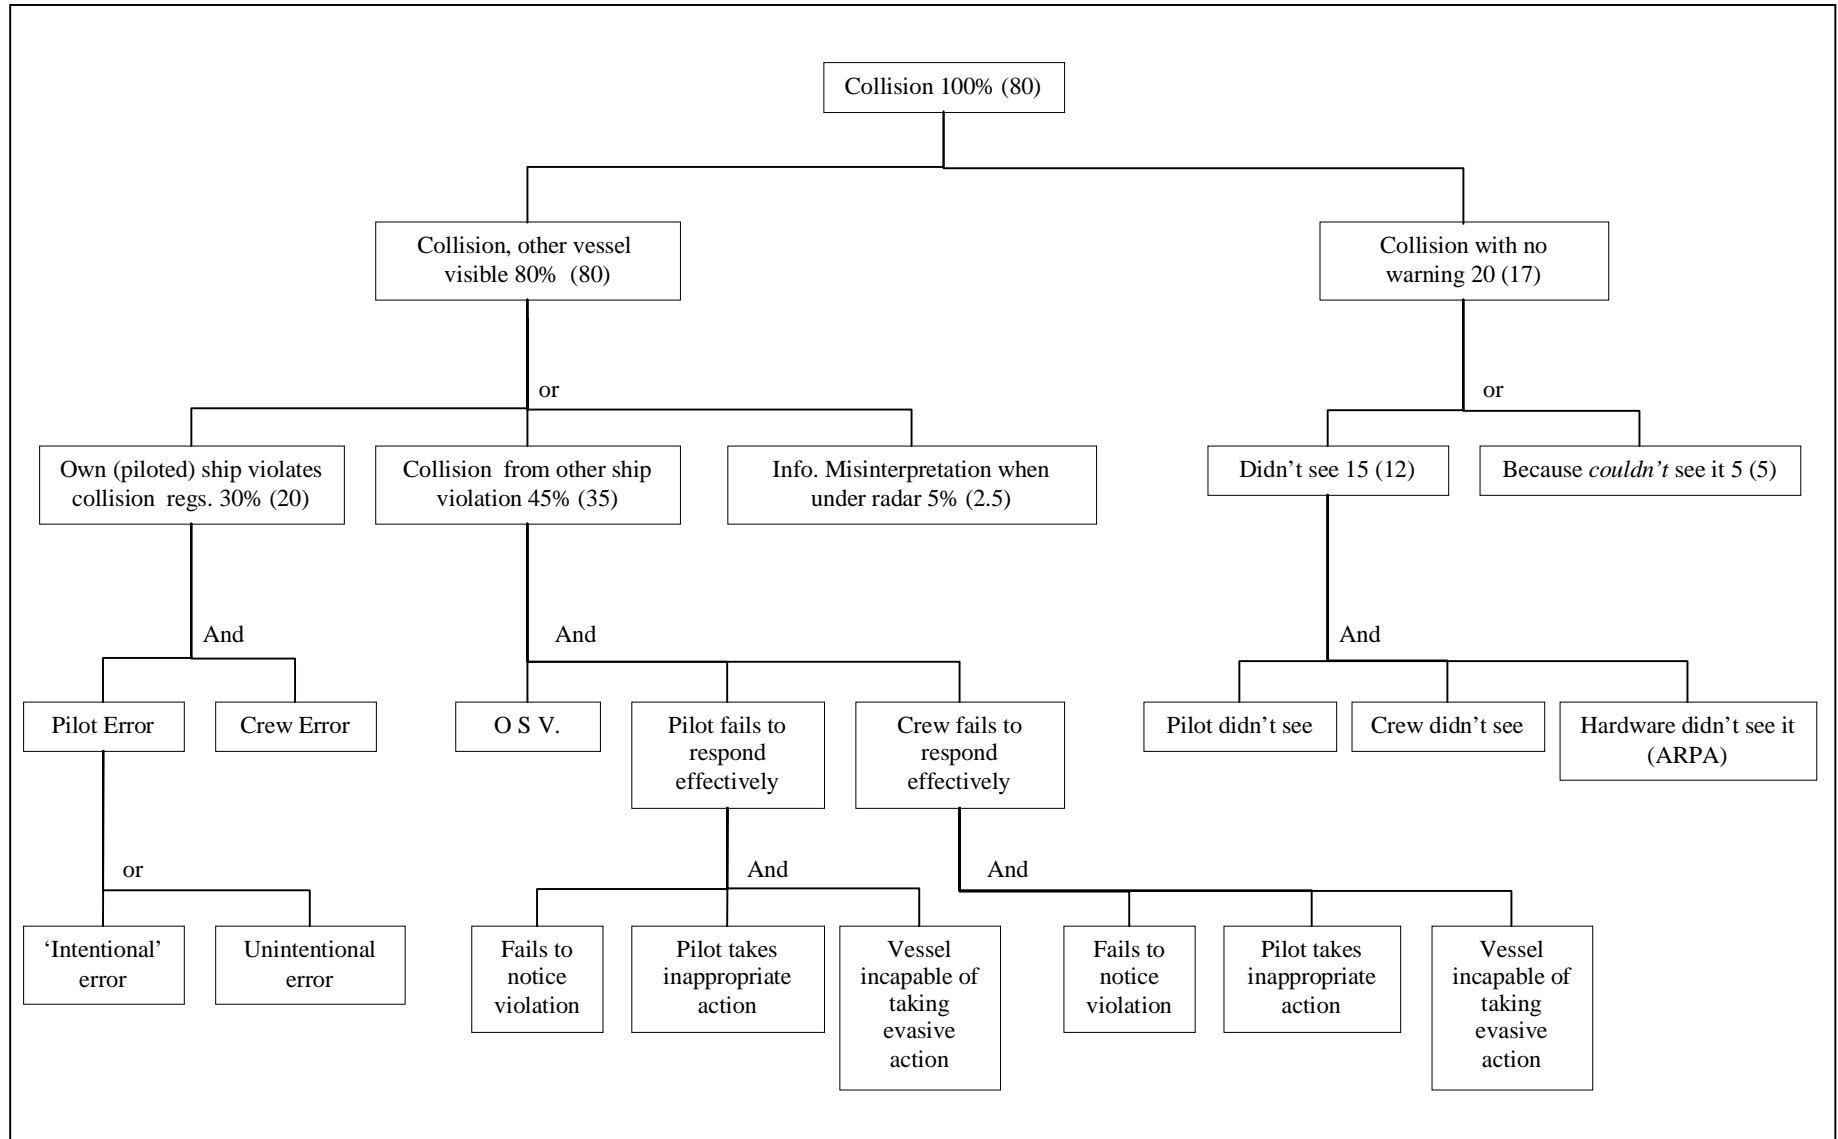 Collision 100% (80)
Collision, other vessel
visible 80%  (80)
Collision with no
warning 20 (17)
or
or
Own (piloted) ship violates
collision  regs. 30% (20)
Collision  from other ship
violation 45% (35)
Info. Misinterpretation when
under radar 5% (2.5)
Didn’t see 15 (12)
Because couldn’t see it 5 (5)
And
And
And
Pilot Error
Crew Error
O S V.
Pilot fails to
respond
effectively
Crew fails to
respond
effectively
Pilot didn’t see
Crew didn’t see
Hardware didn’t see it
(ARPA)
or
And
And
‘Intentional’
error
Unintentional
error
Fails to
notice
violation
Pilot takes
inappropriate
action
Vessel
incapable of
taking
evasive
action
Fails to
notice
violation
Pilot takes
inappropriate
action
Vessel
incapable of
taking
evasive
action